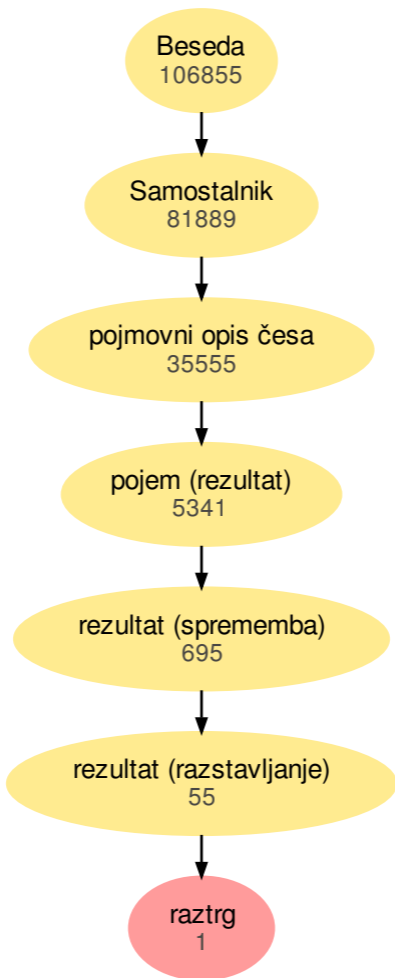 Beseda
106855
Samostalnik
81889
pojmovni opis česa
35555
pojem (rezultat)
5341
rezultat (sprememba)
695
rezultat (razstavljanje)
55
raztrg
1